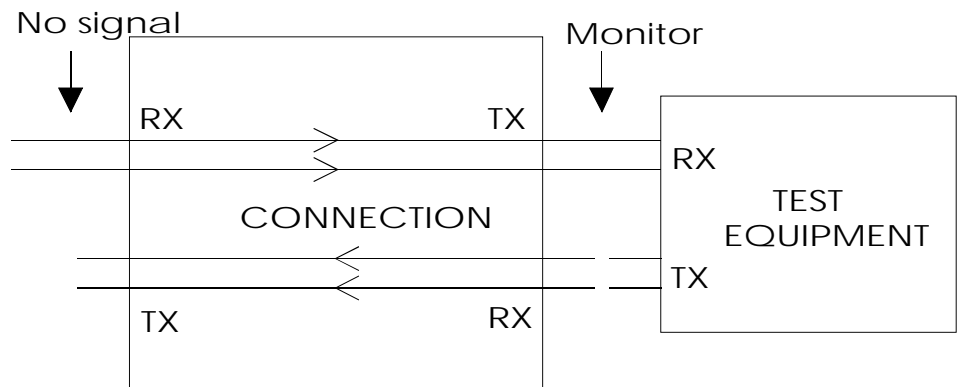 No signal
Monitor
RX
TX
RX
CONNECTION
TEST
EQUIPMENT
TX
TX
RX